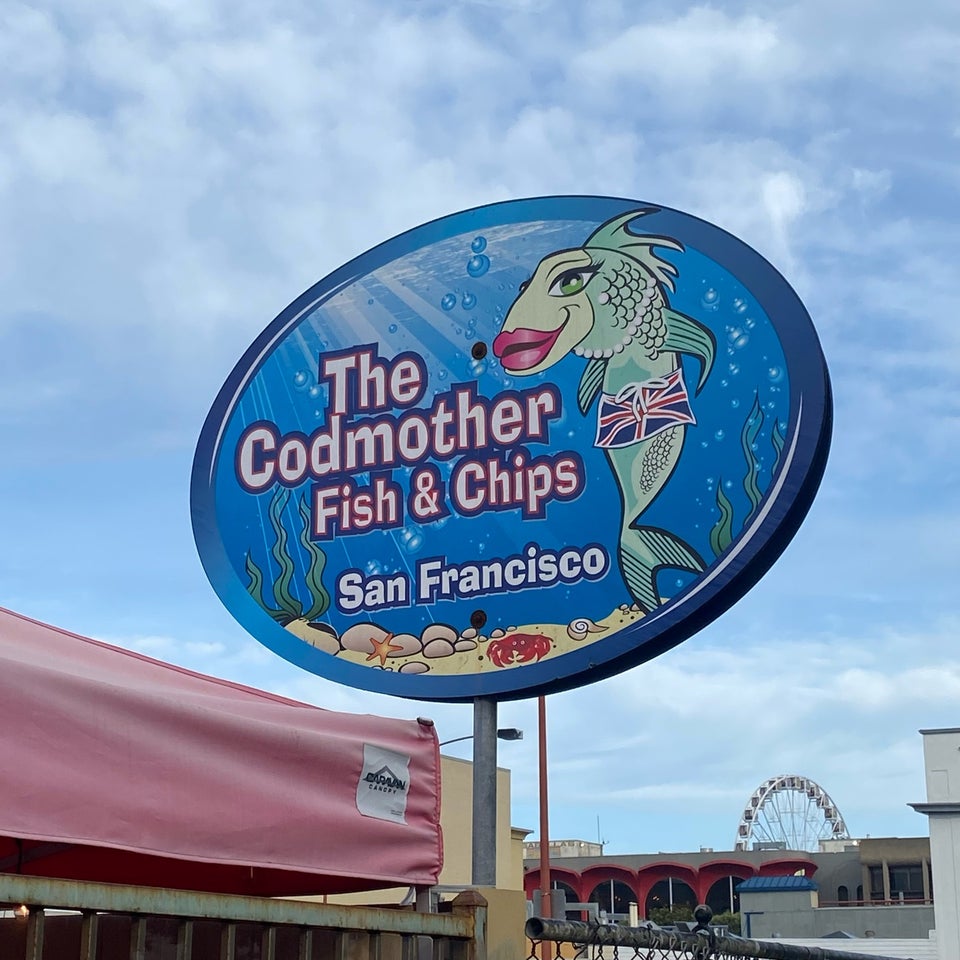 The
Codmother
Fish & Chips
San Francisco
CARAVAN
CANOPY